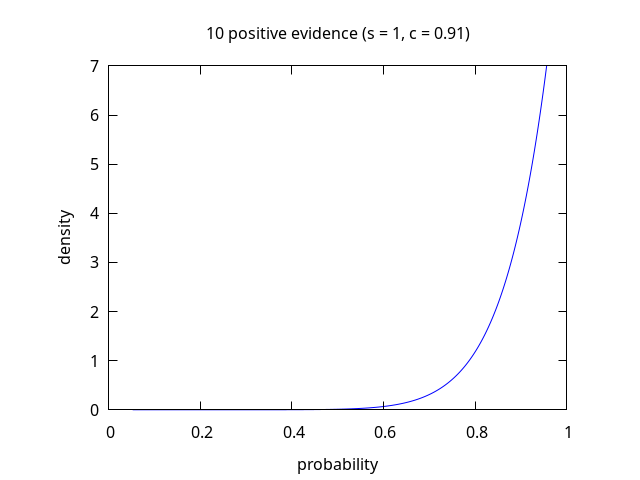 10 positive evidence (s = 1, c = 0.91)
7
6
5
4
3
2
1
0
density
0 0.2 0.4 0.6 0.8 1
probability